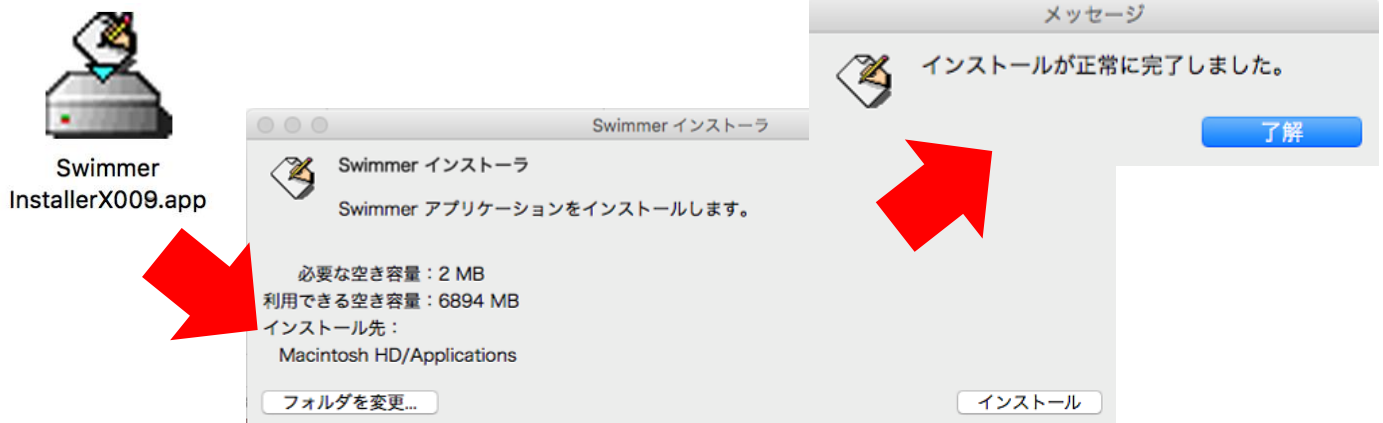 Swimmer
InstallerX009.app
Swimmer インストーラ
Swimmer インストーラ
Swimmer アプリケーションをインストールします。
必要な空き容量：2 MB
利用できる空き容量：6894 MB
インストール先：
Macintosh HD/Applications
フォルダを変更...
インストール
メッセージ
インストールが正常に完了しました。
了解